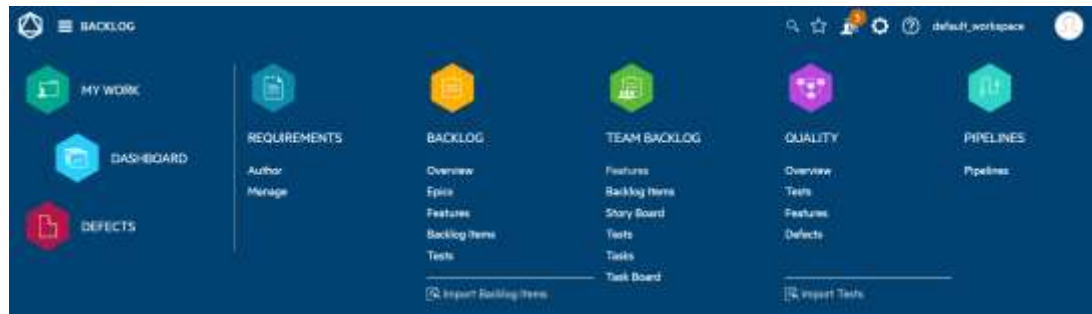 BACKLOG
default_workspace
MY WORK
DASHBOARD
DEFECTS
REQUIREMENTS
Author
Manage
BACKLOG
Overview
Epics
Features
Backlog Items
Tests
Import Backlog Items
TEAM BACKLOG
Features
Backlog Items
Story Board
Tests
Tasks
Task Board
QUALITY
Overview
Tests
Features
Defects
Import Tests
PIPELINES
Pipelines